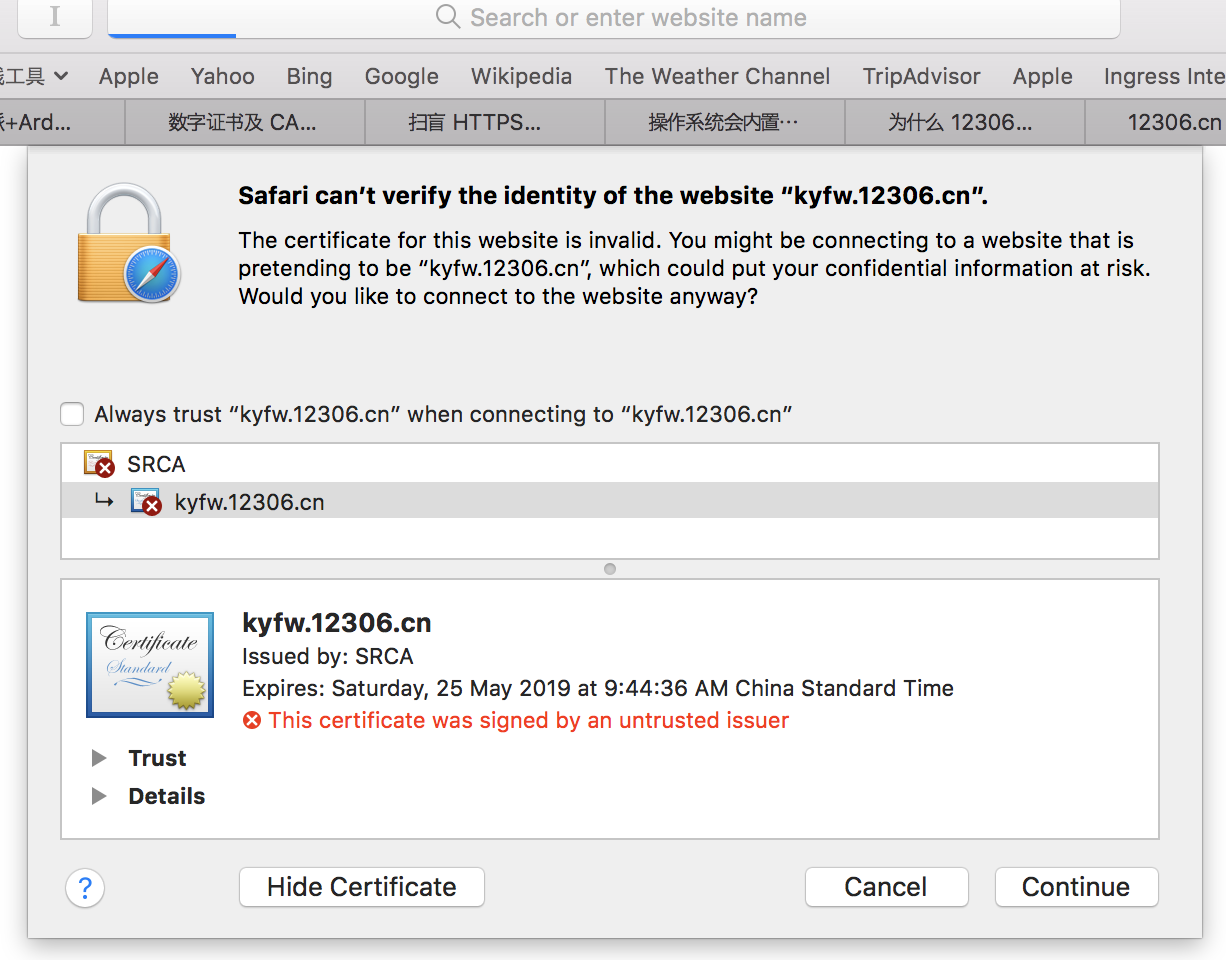 I
Search or enter website name
工具 Apple Yahoo Bing Google Wikipedia The Weather Channel TripAdvisor Apple Ingress Inte
+Ard... 数字证书及 CA... 扫盲 HTTPS... 操作系统会内置… 为什么 12306... 12306.cn
Safari can’t verify the identity of the website “kyfw.12306.cn”.
The certificate for this website is invalid. You might be connecting to a website that is
pretending to be “kyfw.12306.cn”, which could put your confidential information at risk.
Would you like to connect to the website anyway?
Always trust “kyfw.12306.cn” when connecting to “kyfw.12306.cn”
SRCA
kyfw.12306.cn
Certificate
Standard
kyfw.12306.cn
Issued by: SRCA
Expires: Saturday, 25 May 2019 at 9:44:36 AM China Standard Time
This certificate was signed by an untrusted issuer
Trust
Details
? Hide Certificate Cancel Continue